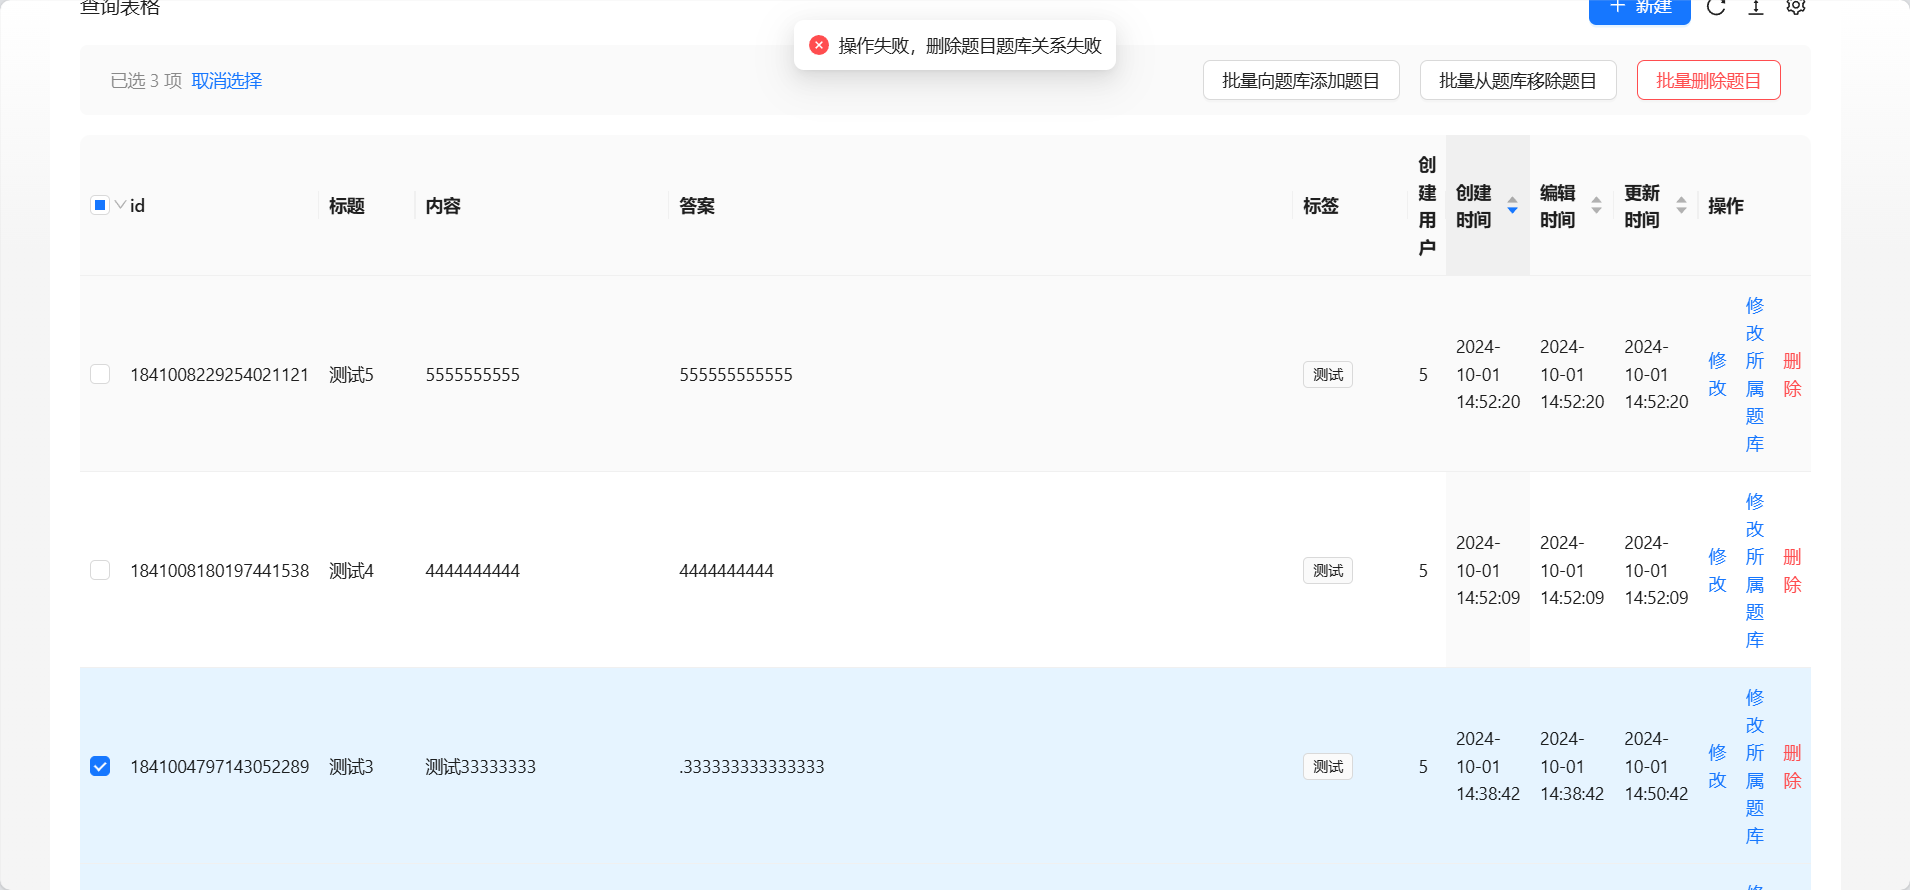 查询表格
新建
操作失败，删除题目题库关系失败
已选 3 项 取消选择
批量向题库添加题目 批量从题库移除题目 批量删除题目
id 标题 内容 答案 标签 创建用户 创建时间 编辑时间 更新时间 操作
1841008229254021121 测试5 5555555555 555555555555 测试 5 2024-10-01 14:52:20 2024-10-01 14:52:20 2024-10-01 14:52:20 修改 修改所属题库 删除
1841008180197441538 测试4 4444444444 4444444444 测试 5 2024-10-01 14:52:09 2024-10-01 14:52:09 2024-10-01 14:52:09 修改 修改所属题库 删除
1841004797143052289 测试3 测试33333333 .333333333333333 测试 5 2024-10-01 14:38:42 2024-10-01 14:38:42 2024-10-01 14:50:42 修改 修改所属题库 删除